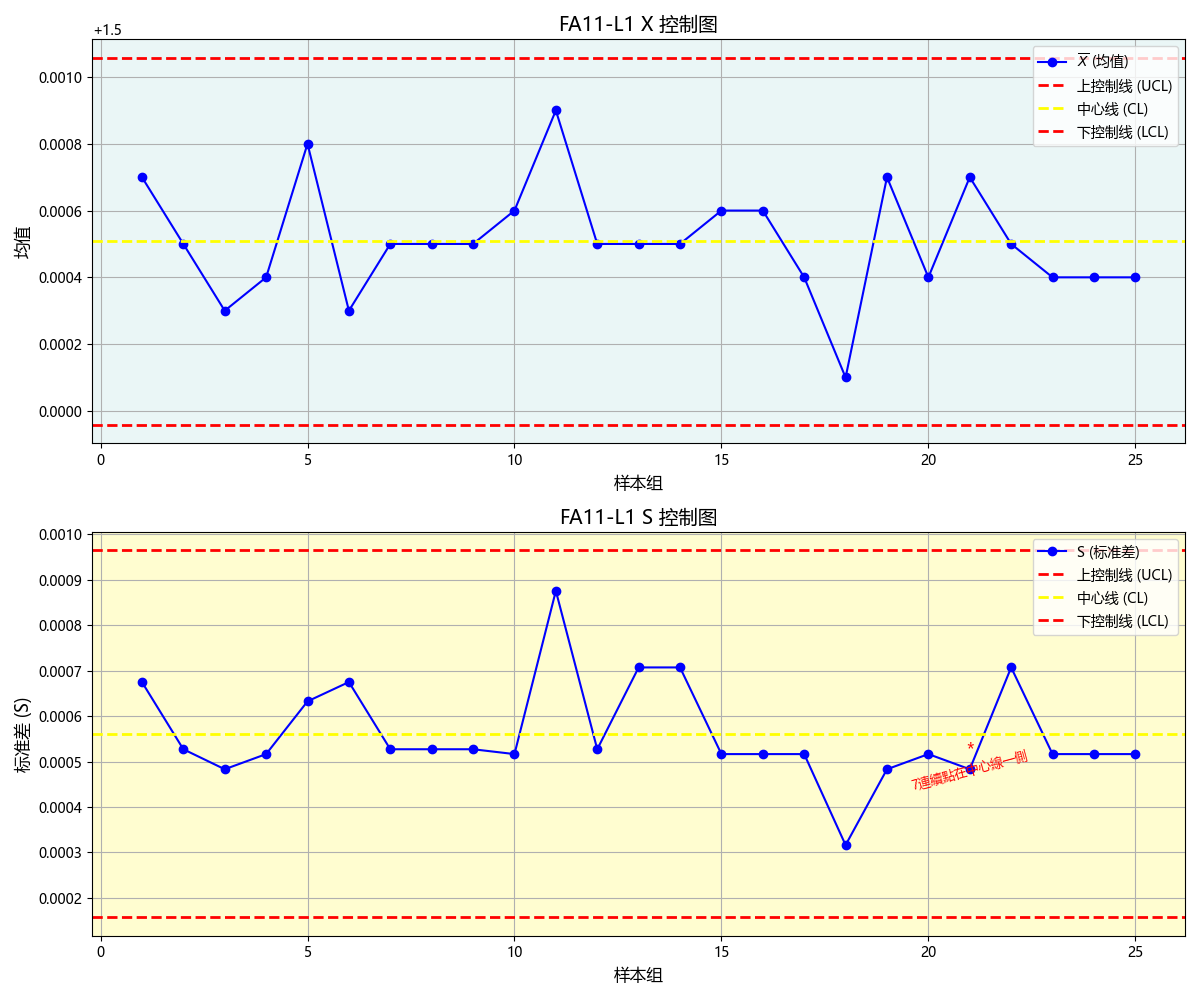 FA11-L1 X 控制图
+1.5
0.0010
0.0008
0.0006
0.0004
0.0002
0.0000
均值
X (均值)
上控制线 (UCL)
中心线 (CL)
下控制线 (LCL)
0 5 10 15 20 25
样本组
FA11-L1 S 控制图
0.0010
0.0009
0.0008
0.0007
0.0006
0.0005
0.0004
0.0003
0.0002
标准差 (S)
S (标准差)
上控制线 (UCL)
中心线 (CL)
下控制线 (LCL)
*
7連續點在中心線一側
0 5 10 15 20 25
样本组